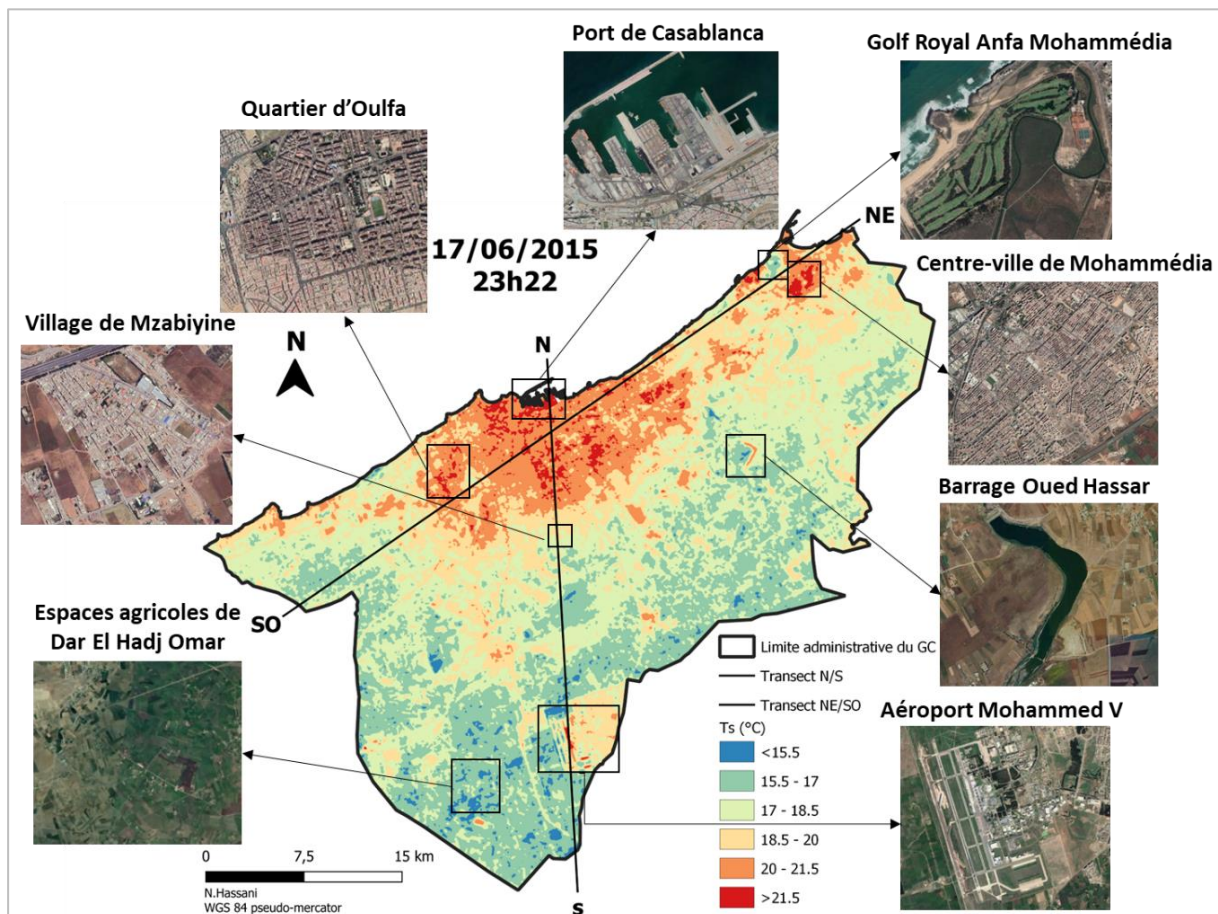 Port de Casablanca
Golf Royal Anfa Mohammédia
Quartier d’Oulfa
NE
17/06/2015
23h22
Centre-ville de Mohammédia
Village de Mzabiyine
N
N
Barrage Oued Hassar
Espaces agricoles de
Dar El Hadj Omar
SO
Limite administrative du GC
Transect N/S
Transect NE/SO
Aéroport Mohammed V
Ts (°C)
<15.5
15.5 - 17
17 - 18.5
18.5 - 20
20 - 21.5
>21.5
0 7,5 15 km
N.Hassani
WGS 84 pseudo-mercator
S